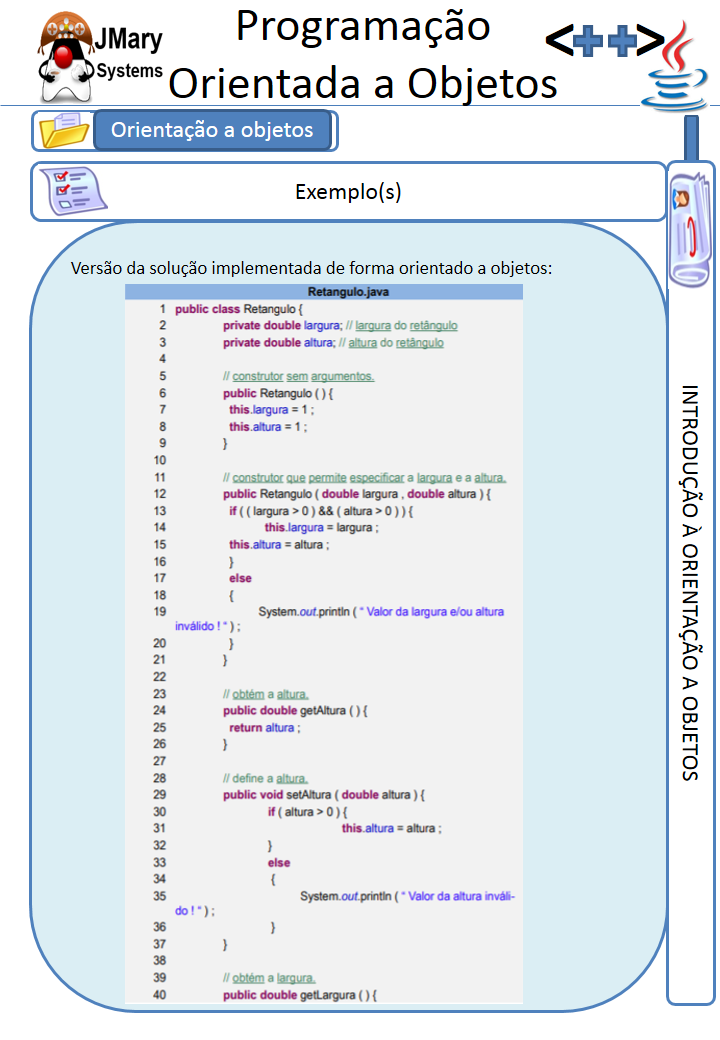 JMary
Systems
Programação
Orientada a Objetos
<++>
Orientação a objetos
Exemplo(s)
INTRODUÇÃO À ORIENTAÇÃO A OBJETOS
Versão da solução implementada de forma orientado a objetos:
Retangulo.java
1 public class Retangulo {
2 private double largura; // largura do retângulo
3 private double altura; // altura do retângulo
4
5 // construtor sem argumentos.
6 public Retangulo ( ) {
7 this.largura = 1 ;
8 this.altura = 1 ;
9 }
10
11 // construtor que permite especificar a largura e a altura.
12 public Retangulo ( double largura , double altura ) {
13 if ( ( largura > 0 ) && ( altura > 0 ) ) {
14 this.largura = largura ;
15 this.altura = altura ;
16 }
17 else
18 {
19 System.out.println ( “ Valor da largura e/ou altura
inválido ! “ ) ;
20 }
21 }
22
23 // obtém a altura.
24 public double getAltura ( ) {
25 return altura ;
26 }
27
28 // define a altura.
29 public void setAltura ( double altura ) {
30 if ( altura > 0 ) {
31 this.altura = altura ;
32 }
33 else
34 {
35 System.out.println ( “ Valor da altura inváli-
do ! “ ) ;
36 }
37 }
38
39 // obtém a largura.
40 public double getLargura ( ) {